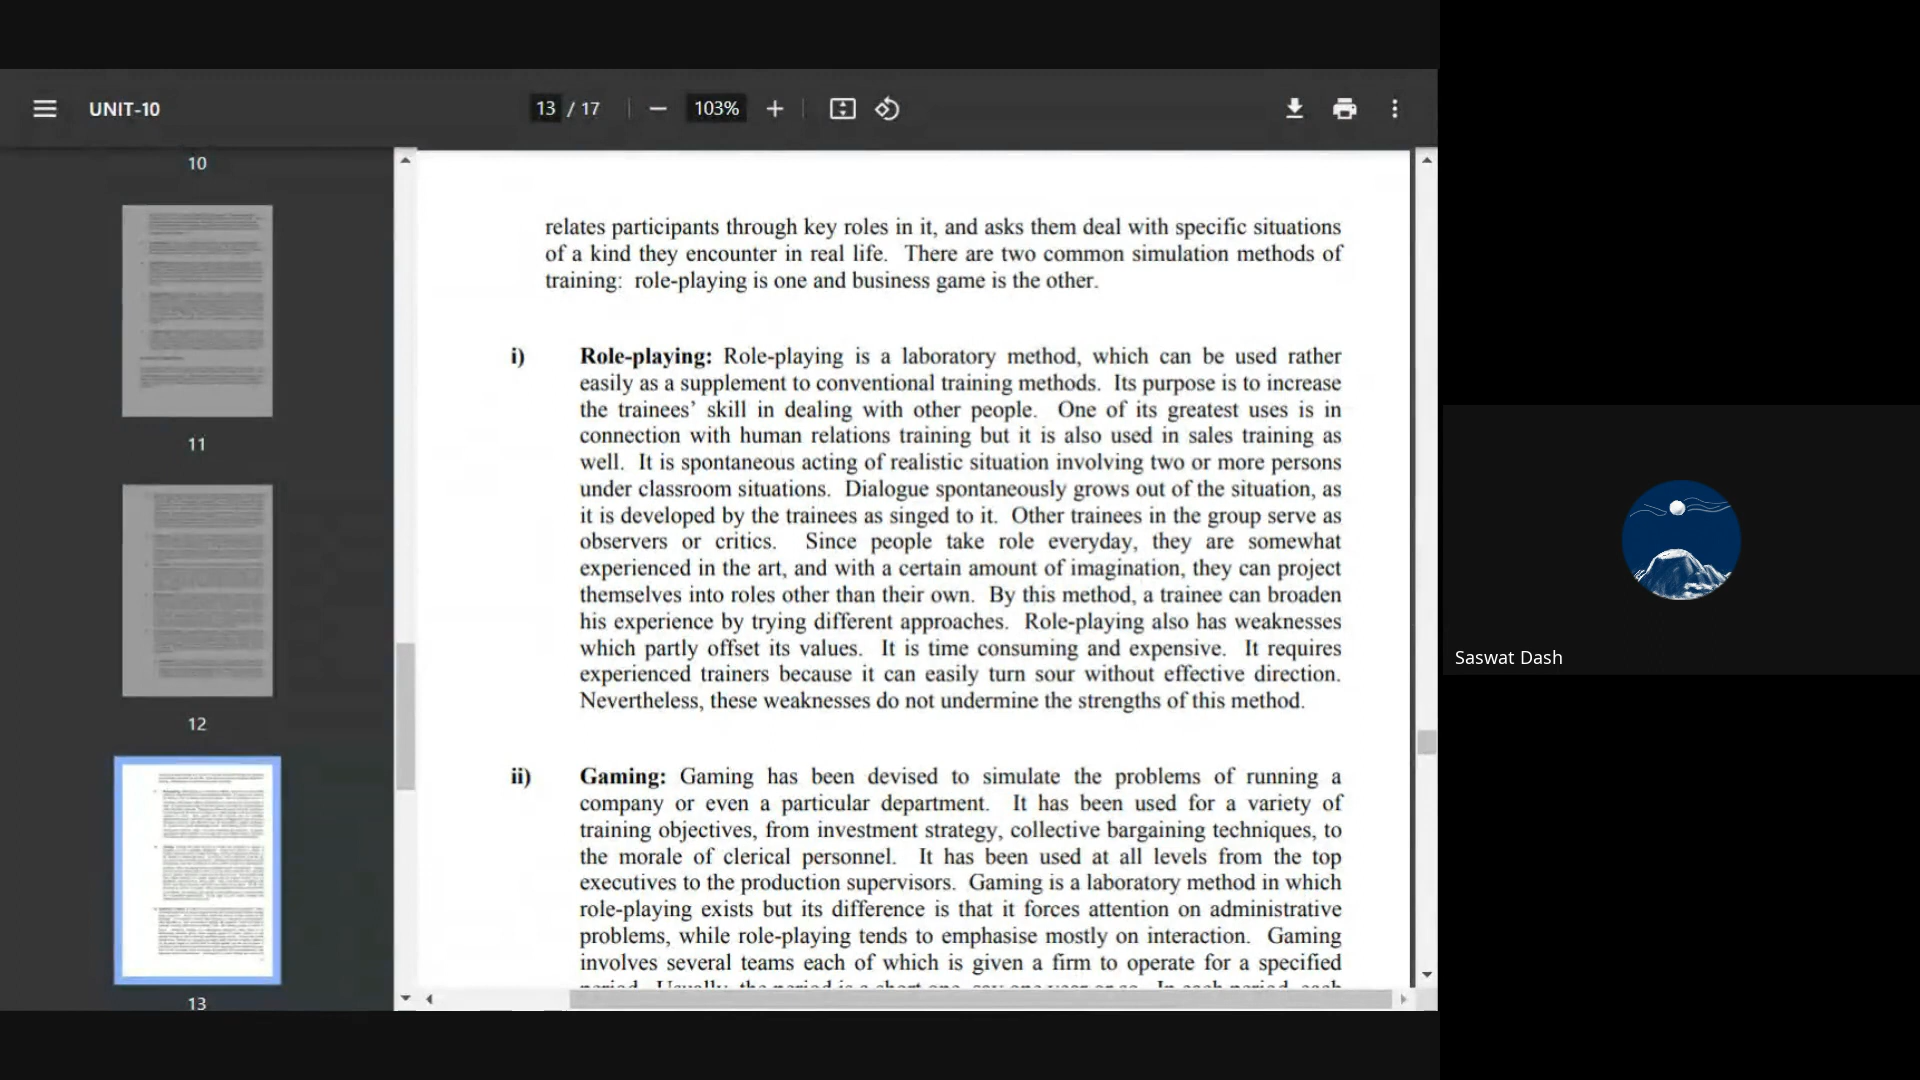 UNIT-10
13 / 17
103%
10
11
12
13
relates participants through key roles in it, and asks them deal with specific situations
of a kind they encounter in real life. There are two common simulation methods of
training: role-playing is one and business game is the other.
i) Role-playing: Role-playing is a laboratory method, which can be used rather
easily as a supplement to conventional training methods. Its purpose is to increase
the trainees' skill in dealing with other people. One of its greatest uses is in
connection with human relations training but it is also used in sales training as
well. It is spontaneous acting of realistic situation involving two or more persons
under classroom situations. Dialogue spontaneously grows out of the situation, as
it is developed by the trainees as singed to it. Other trainees in the group serve as
observers or critics. Since people take role everyday, they are somewhat
experienced in the art, and with a certain amount of imagination, they can project
themselves into roles other than their own. By this method, a trainee can broaden
his experience by trying different approaches. Role-playing also has weaknesses
which partly offset its values. It is time consuming and expensive. It requires
experienced trainers because it can easily turn sour without effective direction.
Nevertheless, these weaknesses do not undermine the strengths of this method.
ii) Gaming: Gaming has been devised to simulate the problems of running a
company or even a particular department. It has been used for a variety of
training objectives, from investment strategy, collective bargaining techniques, to
the morale of clerical personnel. It has been used at all levels from the top
executives to the production supervisors. Gaming is a laboratory method in which
role-playing exists but its difference is that it forces attention on administrative
problems, while role-playing tends to emphasise mostly on interaction. Gaming
involves several teams each of which is given a firm to operate for a specified
period. Usually, the period is a short one, say one year or so. In each period, each
Saswat Dash